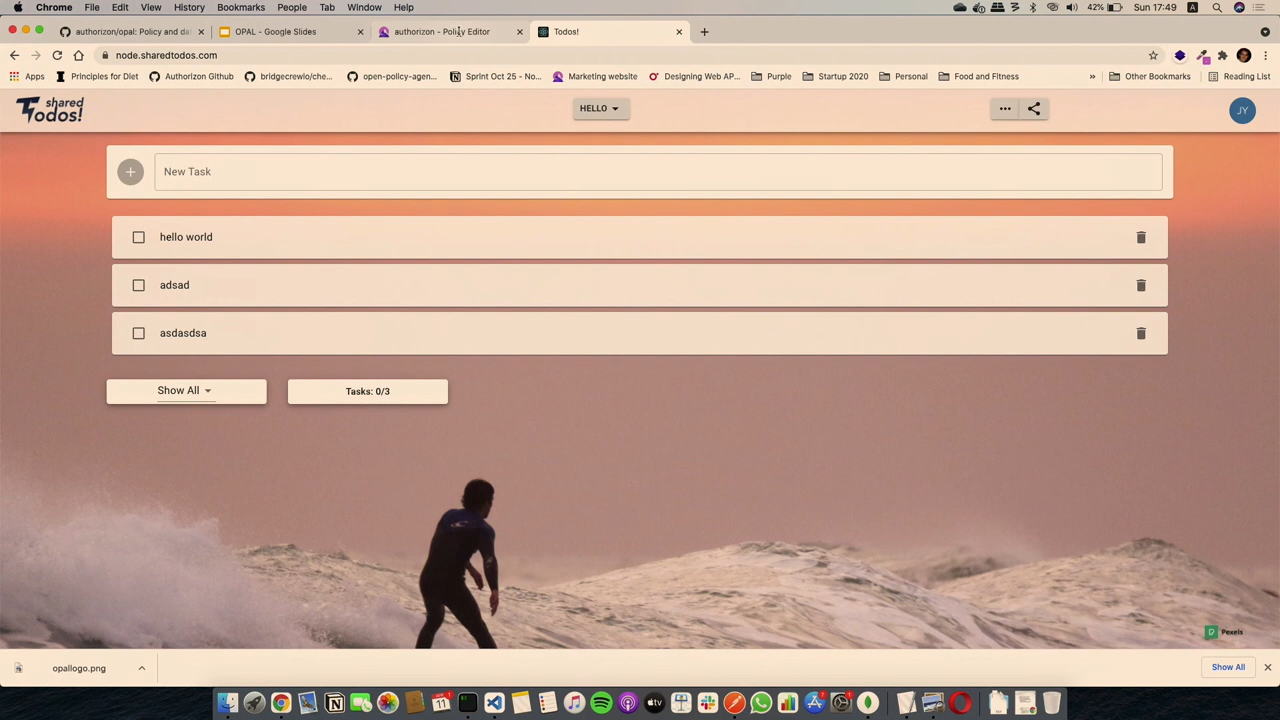 Chrome File Edit View History Bookmarks People Tab Window Help 42% A Sun 17:49
authorizon/opal: Policy and da OPAL - Google Slides authorizon - Policy Editor Todos!
node.sharedtodos.com
Apps Principles for Diet Authorizon Github bridgecrewio/che... open-policy-agen... Sprint Oct 25 - No... Marketing website Designing Web AP... Purple Startup 2020 Personal Food and Fitness » Other Bookmarks Reading List
shared
Todos!
HELLO
JY
New Task
hello world
adsad
asdasdsa
Show All
Tasks: 0/3
Pexels
opallogo.png
Show All